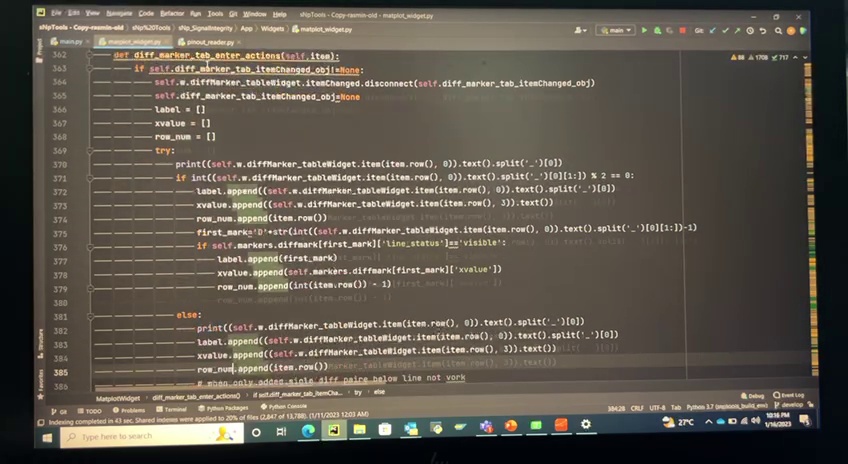 File Edit View Navigate Code Refactor Run Tools Git Window Help
sNpTools - Copy-rasmin-old - matplot_widget.py
sNpTools - Copy-rasmin-old
sNp%20Tools
sNp_SignalIntegrity
App
Widgets
matplot_widget.py
main
Git:
main.py
matplot_widget.py
pinout_reader.py
88 1708 717
362 def diff_marker_tab_enter_actions(self,item):
363 if self.diff_marker_tab_itemChanged_obj!=None:
364 self.w.diffMarker_tableWidget.itemChanged.disconnect(self.diff_marker_tab_itemChanged_obj)
365 self.diff_marker_tab_itemChanged_obj=None
366 label = []
367 xvalue = []
368 row_num = []
369 try:
370 print((self.w.diffMarker_tableWidget.item(item.row(), 0)).text().split('_')[0])
371 if int((self.w.diffMarker_tableWidget.item(item.row(), 0)).text().split('_')[0][1:]) % 2 == 0:
372 label.append((self.w.diffMarker_tableWidget.item(item.row(), 0)).text().split('_')[0])
373 xvalue.append((self.w.diffMarker_tableWidget.item(item.row(), 3)).text())
374 row_num.append(item.row())
375 first_mark='D'+str(int((self.w.diffMarker_tableWidget.item(item.row(), 0)).text().split('_')[0][1:])-1)
376 if self.markers.diffmark[first_mark]['line_status']=='visible':
377 label.append(first_mark)
378 xvalue.append(self.markers.diffmark[first_mark]['xvalue'])
379 row_num.append(int(item.row()) - 1)
380
381 else:
382 print((self.w.diffMarker_tableWidget.item(item.row(), 0)).text().split('_')[0])
383 label.append((self.w.diffMarker_tableWidget.item(item.row(), 0)).text().split('_')[0])
384 xvalue.append((self.w.diffMarker_tableWidget.item(item.row(), 3)).text())
385 row_num.append(item.row())
386 # when only added single diff paire below line not vork
MatplotWidget
diff_marker_tab_enter_actions()
if self.diff_marker_tab_itemCha...
try
else
Git
TODO
Problems
Terminal
Python Packages
Python Console
Debug
Event Log
Indexing completed in 43 sec. Shared indexes were applied to 20% of files (2,847 of 13,788). (1/11/2023 12:03 AM)
384:28 CRLF UTF-8 Tab Python 3.7
develop
Project
Structure
Favorites
Type here to search
27°C
10:16 PM
1/16/2023